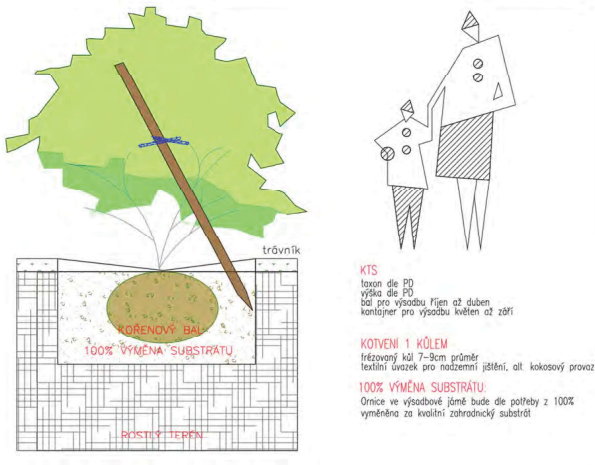 trávník
KOŘENOVÝ BAL
100% VÝMĚNA SUBSTRÁTU
ROSTLÝ TERÉN
KTS
taxon dle PD
výška dle PD
bal pro výsadbu říjen až duben
kontajner pro výsadbu květen až září
KOTVENÍ 1 KŮLEM
frézovaný kůl 7-9cm průměr
textilní úvazek pro nadzemní jištění, alt kokosový provaz
100% VÝMĚNA SUBSTRÁTU:
Ornice ve výsadbové jámě bude dle potřeby z 100%
vyměněna za kvalitní zahradnický substrát